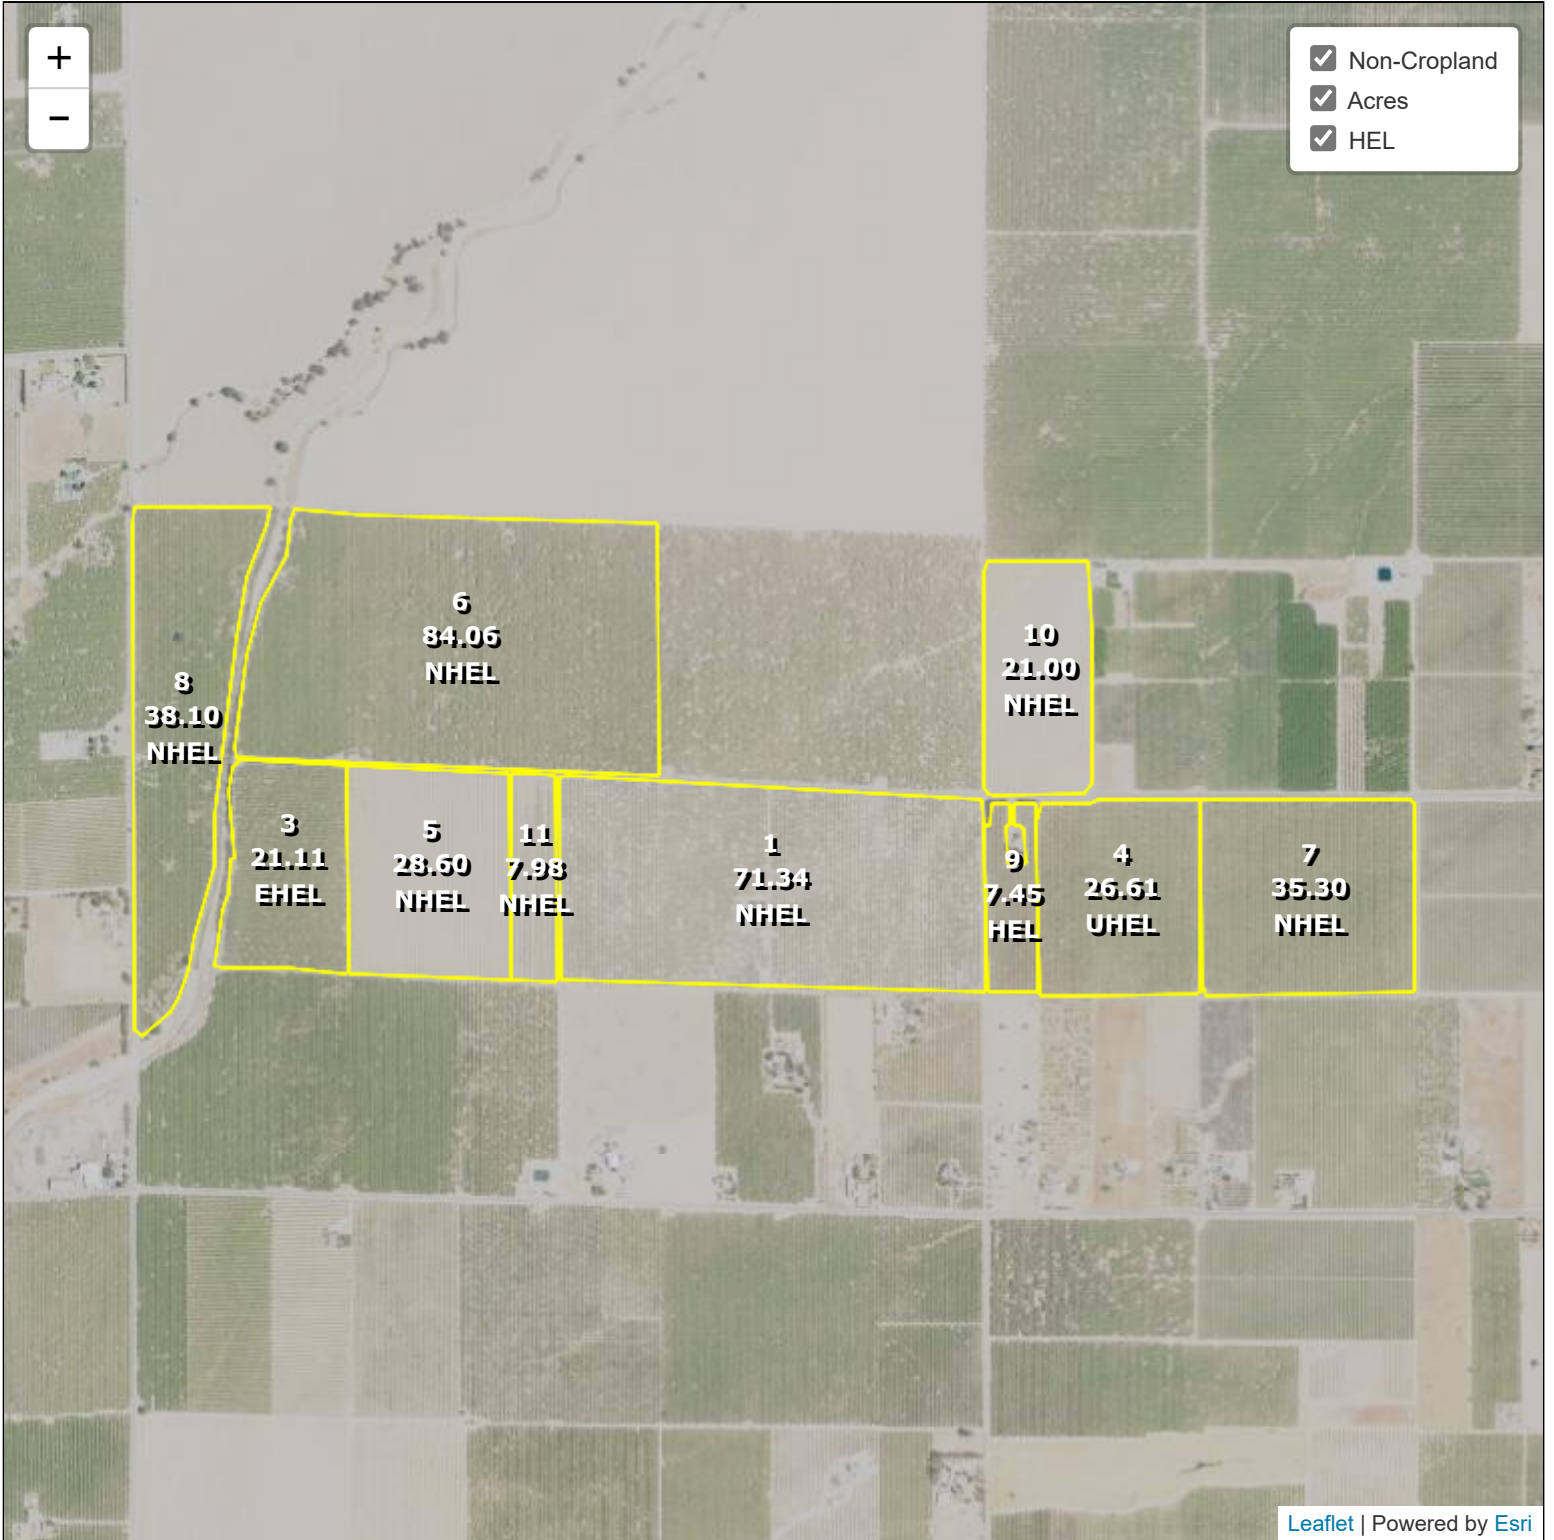 +
−
Non-Cropland
Acres
HEL
6
84.06
NHEL
10
21.00
NHEL
8
38.10
NHEL
3
21.11
EHEL
5
28.60
NHEL
11
7.98
NHEL
1
71.34
NHEL
9
7.45
HEL
4
26.61
UHEL
7
35.30
NHEL
Leaflet | Powered by Esri